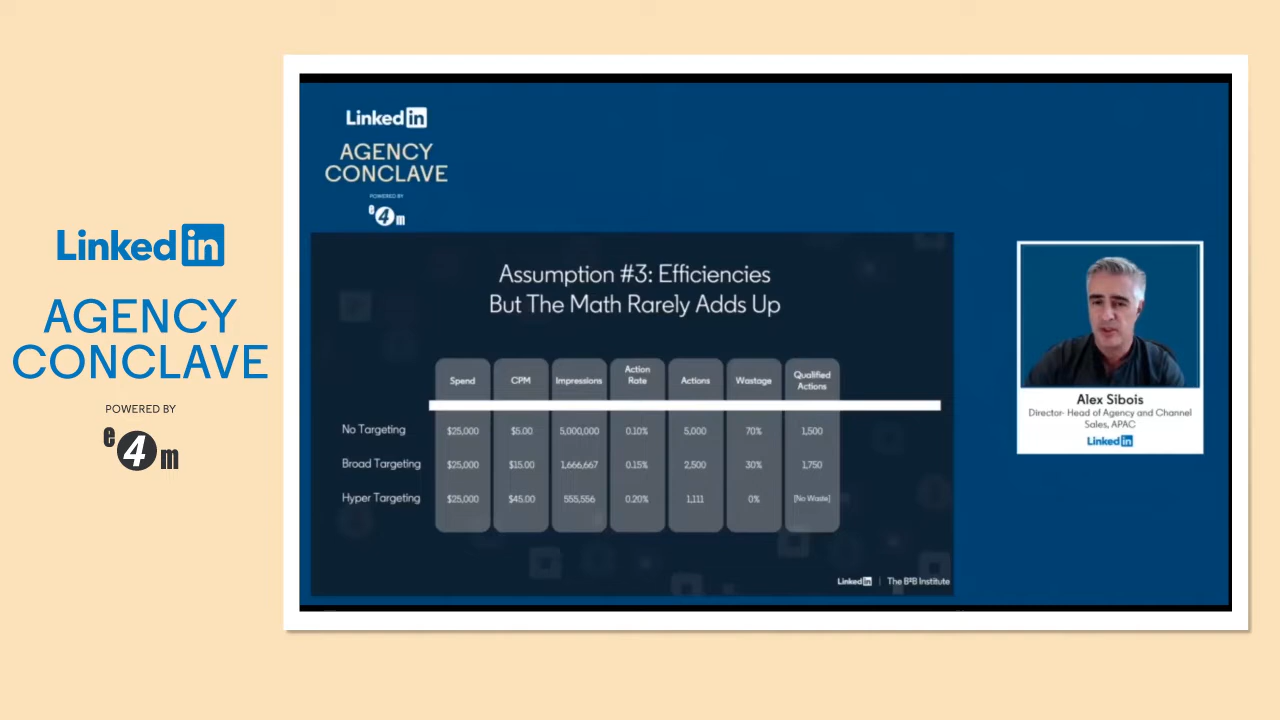 LinkedIn
AGENCY
CONCLAVE
POWERED BY
e4m
LinkedIn
AGENCY
CONCLAVE
POWERED BY
e4m
Assumption #3: Efficiencies
But The Math Rarely Adds Up
Spend CPM Impressions Action Rate Actions Wastage Qualified Actions
No Targeting $25,000 $5.00 5,000,000 0.10% 5,000 70% 1,500
Broad Targeting $25,000 $15.00 1,666,667 0.15% 2,500 30% 1,750
Hyper Targeting $25,000 $45.00 555,556 0.20% 1,111 0% [No Waste]
LinkedIn | The B2B Institute
Alex Sibois
Director- Head of Agency and Channel
Sales, APAC
LinkedIn